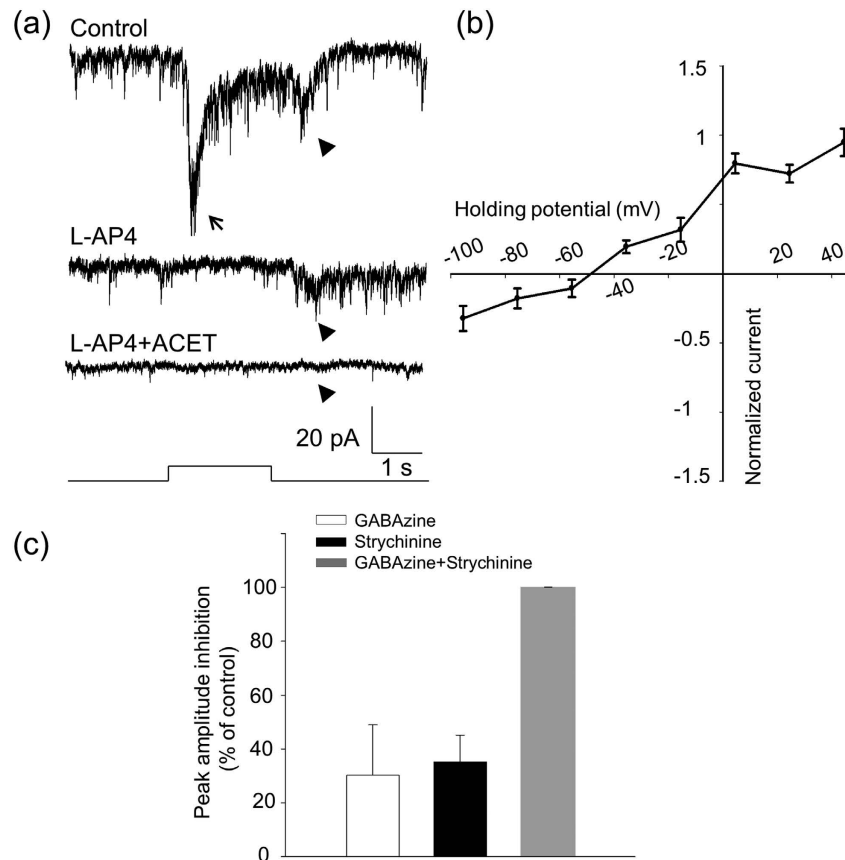 (a)
Control
L-AP4
L-AP4+ACET
20 pA
1 s
(b)
1.5
1
Holding potential (mV)
-100
-80
-60
-40
-20
20
40
-0.5
-1
-1.5
Normalized current
(c)
GABAzine
Strychinine
GABAzine+Strychinine
100
80
60
40
20
0
Peak amplitude inhibition
(% of control)